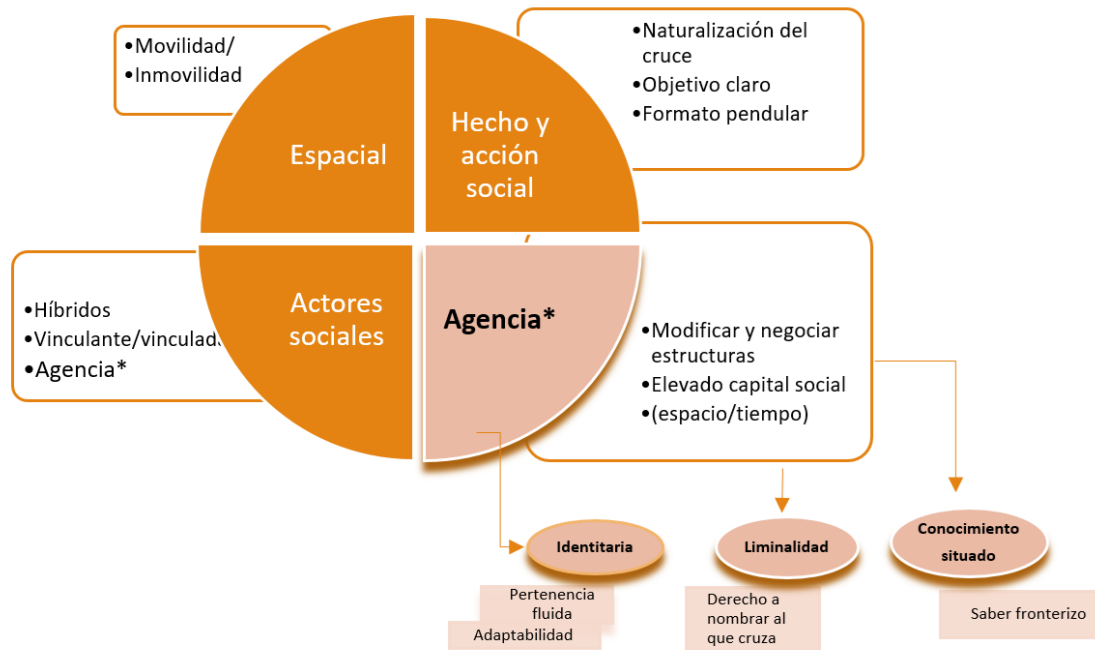 •Movilidad/
•Inmovilidad
Espacial
Hecho y
acción
social
•Naturalización del
cruce
•Objetivo claro
•Formato pendular
•Híbridos
•Vinculante/vinculad
•Agencia*
Actores
sociales
Agencia*
•Modificar y negociar
estructuras
•Elevado capital social
•(espacio/tiempo)
Identitaria
Pertenencia
fluida
Adaptabilidad
Liminalidad
Derecho a
nombrar al
que cruza
Conocimiento
situado
Saber fronterizo